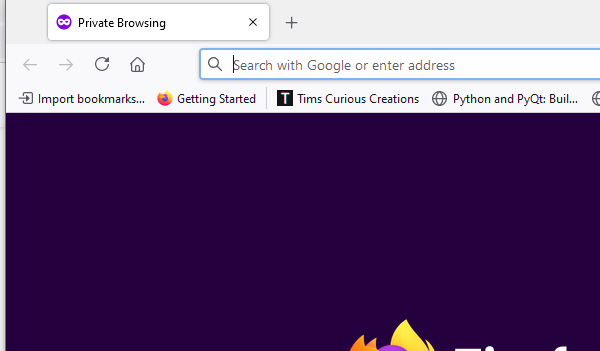 Private Browsing
Search with Google or enter address
Import bookmarks... Getting Started Tims Curious Creations Python and PyQt: Buil...